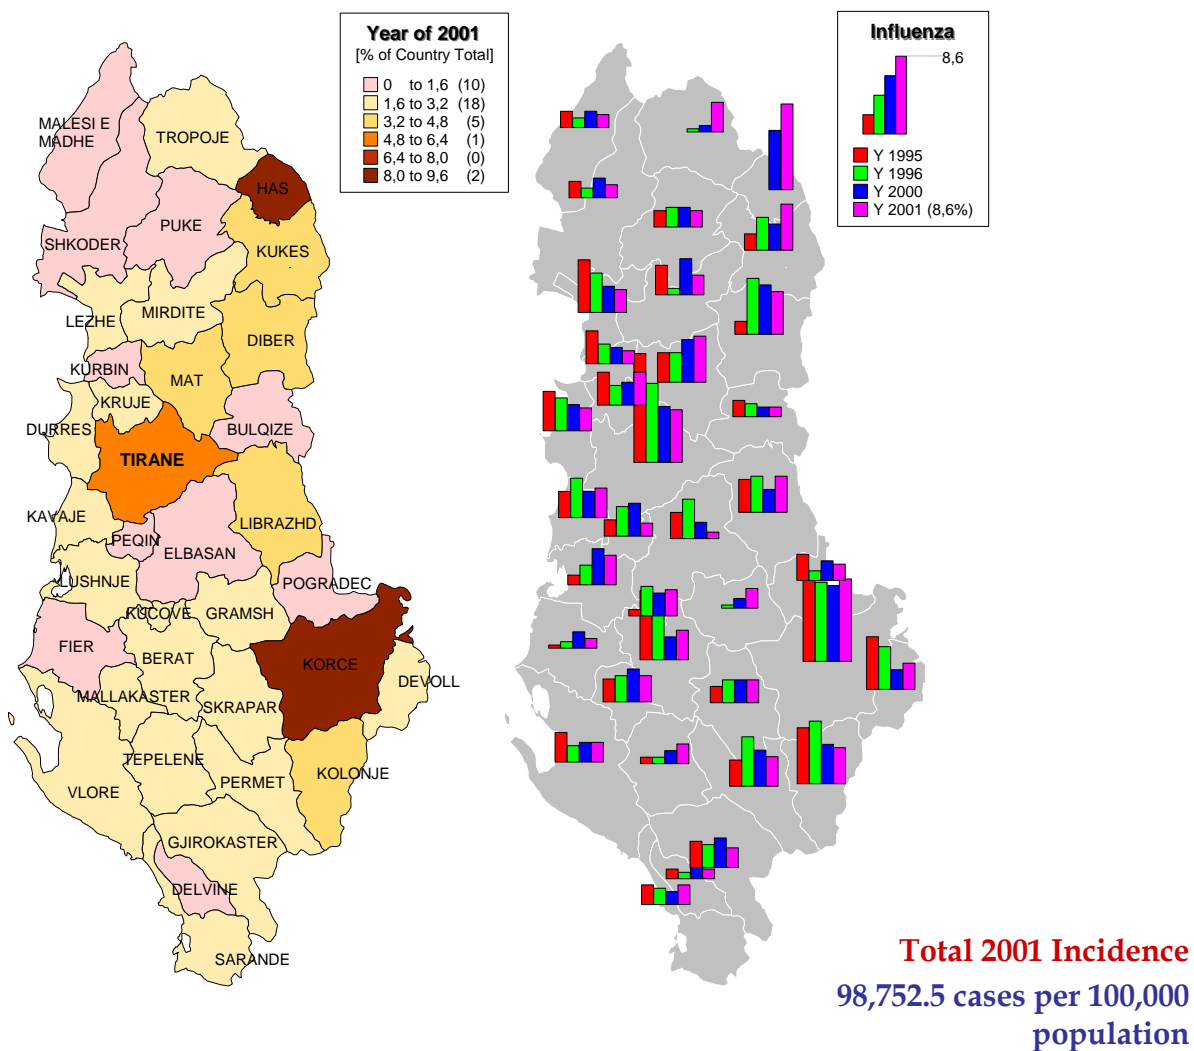 Year of 2001
[% of Country Total]
0 to 1,6 (10)
1,6 to 3,2 (18)
3,2 to 4,8 (5)
4,8 to 6,4 (1)
6,4 to 8,0 (0)
8,0 to 9,6 (2)
MALESI E
MADHE
TROPOJE
HAS
PUKE
SHKODER
KUKES
MIRDITE
LEZHE
DIBER
KURBIN
MAT
KRUJE
DURRES
BULQIZE
TIRANE
KAVAJE
LIBRAZHD
PEQIN
ELBASAN
LUSHNJE
POGRADEC
KUCOVE
GRAMSH
FIER
BERAT
KORCE
DEVOLL
MALLAKASTER
SKRAPAR
TEPELENE
KOLONJE
PERMET
VLORE
GJIROKASTER
DELVINE
SARANDE
Influenza
8,6
Y 1995
Y 1996
Y 2000
Y 2001 (8,6%)
Total 2001 Incidence
98,752.5 cases per 100,000
population